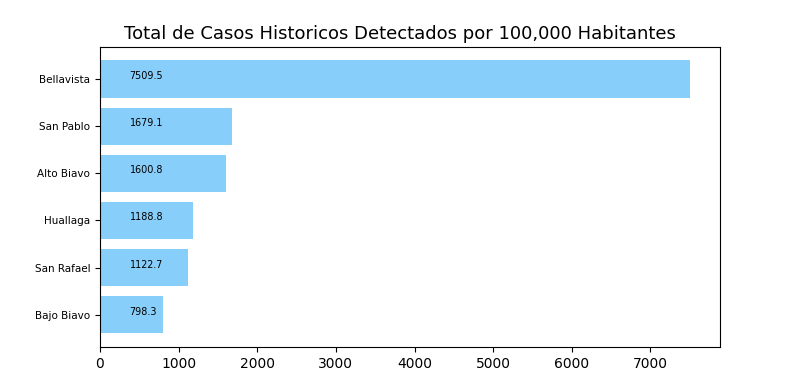 Total de Casos Historicos Detectados por 100,000 Habitantes
Bellavista 7509.5
San Pablo 1679.1
Alto Biavo 1600.8
Huallaga 1188.8
San Rafael 1122.7
Bajo Biavo 798.3
0 1000 2000 3000 4000 5000 6000 7000